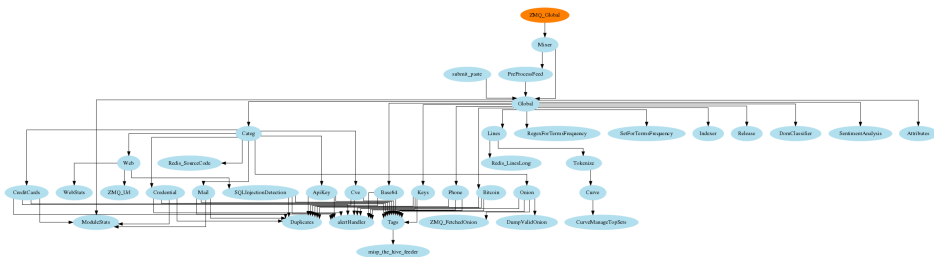 ZMQ_Global
Mixer
submit_paste
PreProcessFeed
Global
Categ
Lines
RegexForTermsFrequency
SetForTermsFrequency
Indexer
Release
DomClassifier
SentimentAnalysis
Attributes
Web
Redis_SourceCode
Redis_LinesLong
Tokenize
CreditCards
WebStats
ZMQ_Etd
Credential
Mail
SQLInjectionDetection
ApiKey
Cve
Base64
Keys
Phone
Bitcoin
Onion
Curve
ModuleStats
Duplicates
alertHandler
Tags
ZMQ_FetchedOnion
DumpValidOnion
CurveManageTopSets
misp_the_hive_feeder